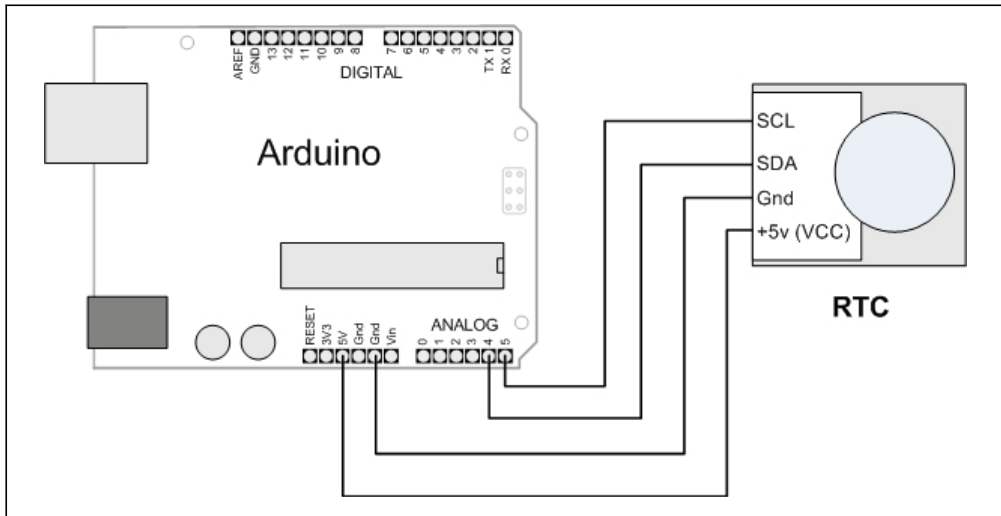 AREF GND 13 12 11 10 9 8 7 6 5 4 3 2 TX 1 RX 0
DIGITAL
Arduino
SCL
SDA
Gnd
+5v (VCC)
RTC
ANALOG
RESET 3V3 5V Gnd Gnd Vin 0 1 2 3 4 5